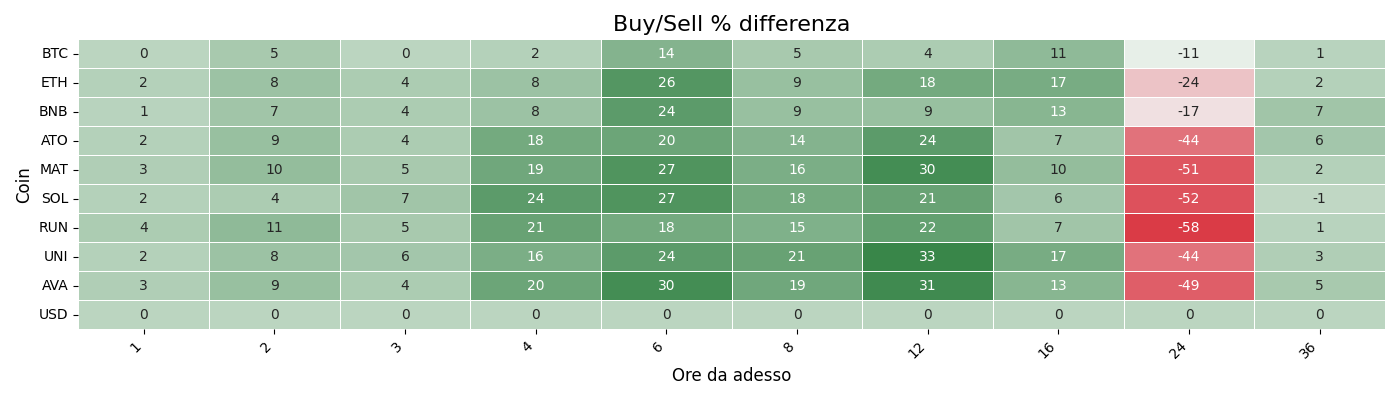 Buy/Sell % differenza
Coin
BTC 0 5 0 2 14 5 4 11 -11 1
ETH 2 8 4 8 26 9 18 17 -24 2
BNB 1 7 4 8 24 9 9 13 -17 7
ATO 2 9 4 18 20 14 24 7 -44 6
MAT 3 10 5 19 27 16 30 10 -51 2
SOL 2 4 7 24 27 18 21 6 -52 -1
RUN 4 11 5 21 18 15 22 7 -58 1
UNI 2 8 6 16 24 21 33 17 -44 3
AVA 3 9 4 20 30 19 31 13 -49 5
USD 0 0 0 0 0 0 0 0 0 0
1 2 3 4 6 8 12 16 24 36
Ore da adesso